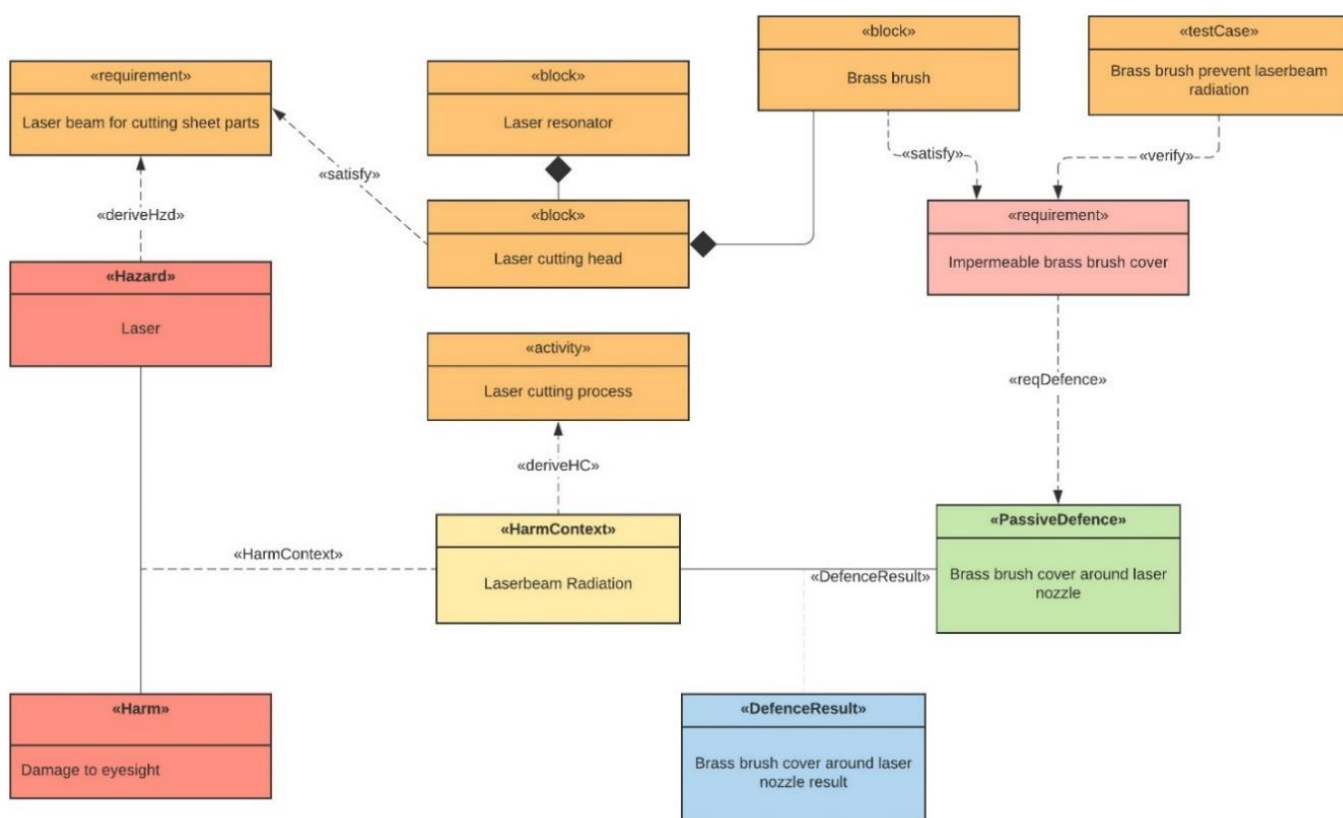 «block»
Brass brush
«testCase»
Brass brush prevent laserbeam
radiation
«requirement»
Laser beam for cutting sheet parts
«block»
Laser resonator
«satisfy»
«satisfy»
«verify»
«deriveHzd»
«block»
Laser cutting head
«requirement»
Impermeable brass brush cover
«Hazard»
Laser
«activity»
Laser cutting process
«reqDefence»
«deriveHC»
«HarmContext»
«HarmContext»
Laserbeam Radiation
«DefenceResult»
«PassiveDefence»
Brass brush cover around laser
nozzle
«Harm»
Damage to eyesight
«DefenceResult»
Brass brush cover around laser
nozzle result